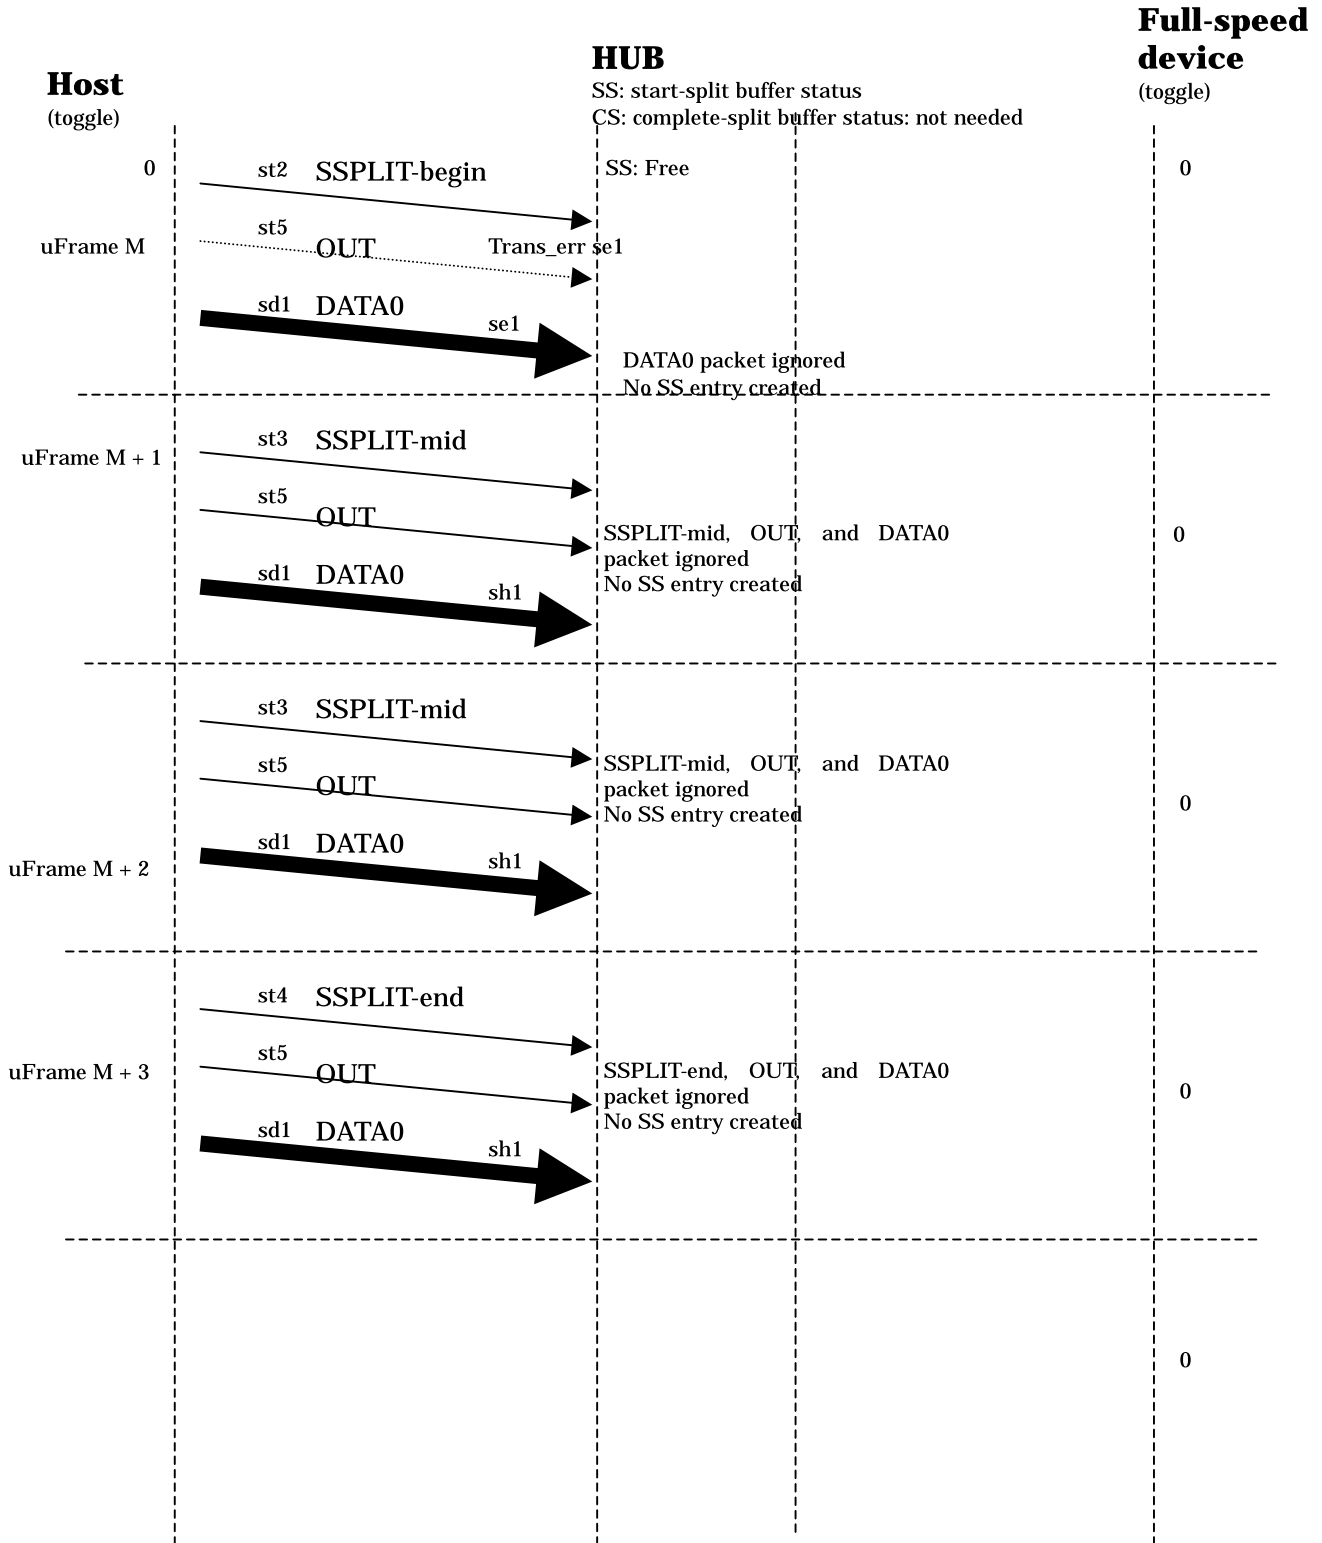 Full-speed
device
(toggle)
HUB
SS: start-split buffer status
CS: complete-split buffer status: not needed
Host
(toggle)
0 st2 SSPLIT-begin SS: Free 0
st5
uFrame M OUT Trans_err se1
sd1 DATA0 se1
DATA0 packet ignored
No SS entry created
st3 SSPLIT-mid
uFrame M + 1
st5
OUT
SSPLIT-mid, OUT, and DATA0 0
packet ignored
No SS entry created
sd1 DATA0 sh1
st3 SSPLIT-mid
st5
OUT
SSPLIT-mid, OUT, and DATA0
packet ignored
No SS entry created
0
sd1 DATA0 sh1
uFrame M + 2
st4 SSPLIT-end
st5
uFrame M + 3 OUT
SSPLIT-end, OUT, and DATA0
packet ignored
No SS entry created
0
sd1 DATA0 sh1
0